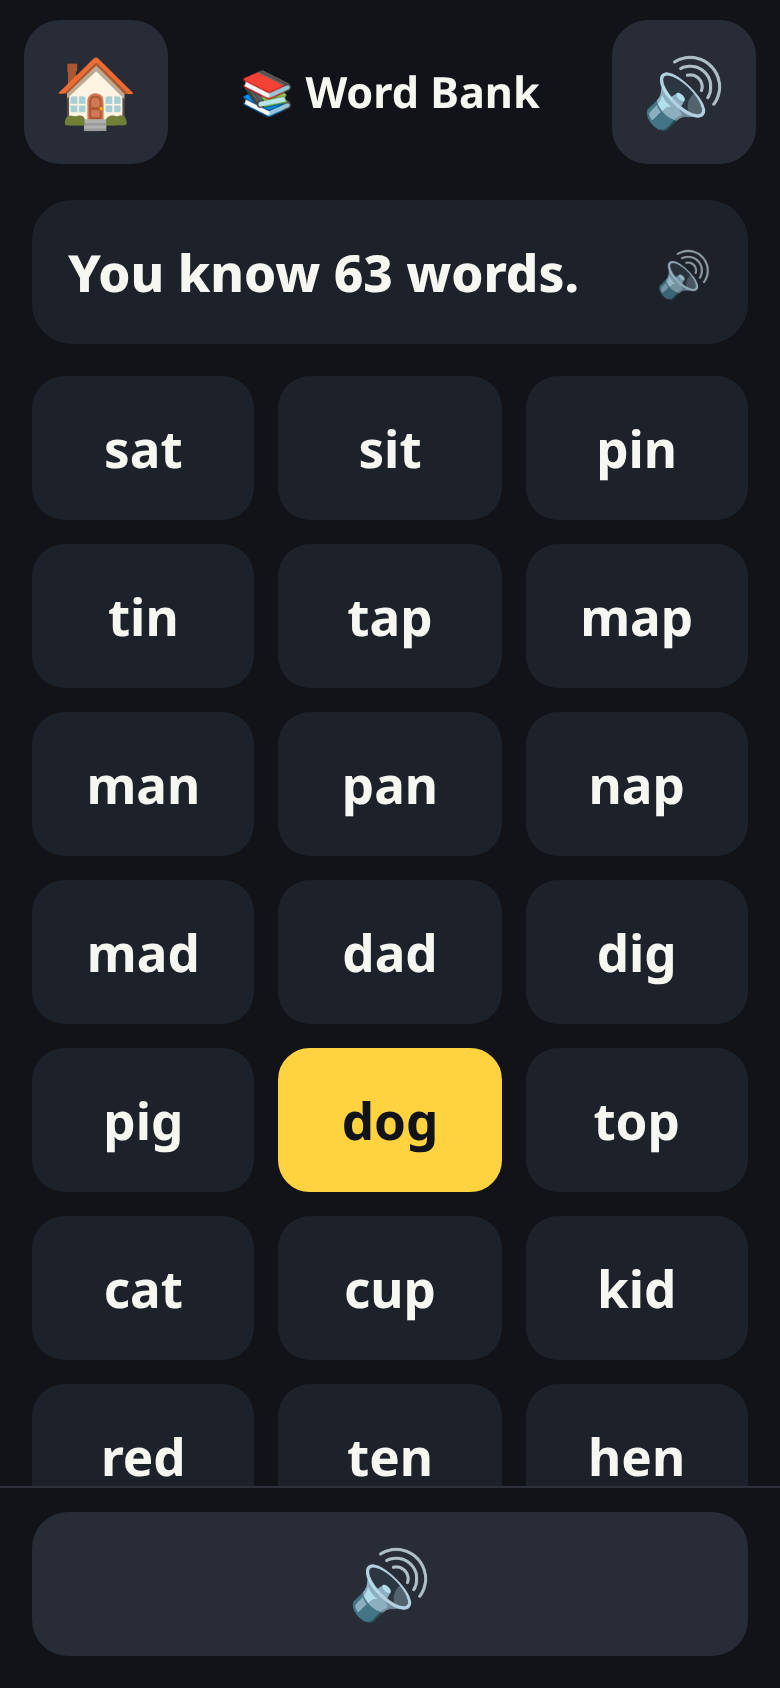 Word Bank
You know 63 words.
sat sit pin
tin tap map
man pan nap
mad dad dig
pig dog top
cat cup kid
red ten hen